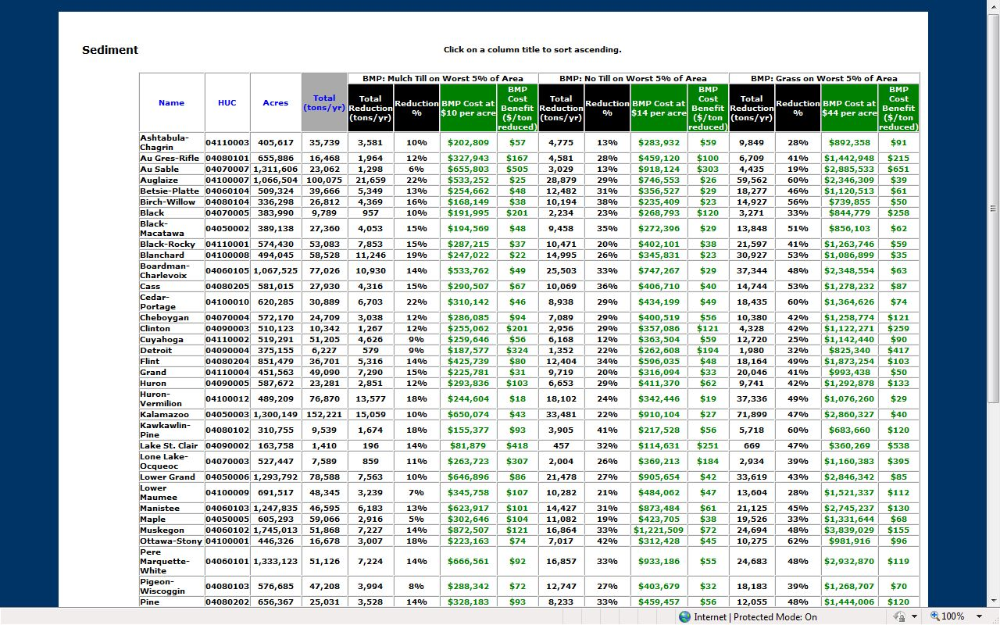 Sediment
Click on a column title to sort ascending.
BMP: Mulch Till on Worst 5% of Area BMP: No Till on Worst 5% of Area BMP: Grass on Worst 5% of Area
Name HUC Acres Total (tons/yr) Total Reduction (tons/yr) Reduction % BMP Cost at $10 per acre BMP Cost Benefit ($/ton reduced) Total Reduction (tons/yr) Reduction % BMP Cost at $14 per acre BMP Cost Benefit ($/ton reduced) Total Reduction (tons/yr) Reduction % BMP Cost at $44 per acre BMP Cost Benefit ($/ton reduced)
Ashtabula-Chagrin 04110003 405,617 35,739 3,581 10% $202,809 $57 4,775 13% $283,932 $59 9,849 28% $892,358 $91
Au Gres-Rifle 04080101 655,886 16,468 1,964 12% $327,943 $167 4,581 28% $459,120 $100 6,709 41% $1,442,948 $215
Au Sable 04070007 1,311,606 23,062 1,298 6% $655,803 $505 3,029 13% $918,124 $303 4,435 19% $2,885,533 $651
Auglaize 04100007 1,066,504 100,075 21,659 22% $533,252 $25 28,879 29% $746,553 $26 59,562 60% $2,346,309 $39
Betsie-Platte 04060104 509,324 39,666 5,349 13% $254,662 $48 12,482 31% $356,527 $29 18,277 46% $1,120,513 $61
Birch-Willow 04080104 336,298 26,812 4,369 16% $168,149 $38 10,194 38% $235,409 $23 14,927 56% $739,855 $50
Black 04070005 383,990 9,789 957 10% $191,995 $201 2,234 23% $268,793 $120 3,271 33% $844,779 $258
Black-Macatawa 04050002 389,138 27,360 4,053 15% $194,569 $48 9,458 35% $272,396 $29 13,848 51% $856,103 $62
Black-Rocky 04110001 574,430 53,083 7,853 15% $287,215 $37 10,471 20% $402,101 $38 21,597 41% $1,263,746 $59
Blanchard 04100008 494,045 58,528 11,246 19% $247,022 $22 14,995 26% $345,831 $23 30,927 53% $1,086,899 $35
Boardman-Charlevoix 04060105 1,067,525 77,026 10,930 14% $533,762 $49 25,503 33% $747,267 $29 37,344 48% $2,348,554 $63
Cass 04080205 581,015 27,930 4,316 15% $290,507 $67 10,069 36% $406,710 $40 14,744 53% $1,278,232 $87
Cedar-Portage 04100010 620,285 30,889 6,703 22% $310,142 $46 8,938 29% $434,199 $49 18,435 60% $1,364,626 $74
Cheboygan 04070004 572,170 24,709 3,038 12% $286,085 $94 7,089 29% $400,519 $56 10,380 42% $1,258,774 $121
Clinton 04090003 510,123 10,342 1,267 12% $255,062 $201 2,956 29% $357,086 $121 4,328 42% $1,122,271 $259
Cuyahoga 04110002 519,291 51,205 4,626 9% $259,646 $56 6,168 12% $363,504 $59 12,720 25% $1,142,440 $90
Detroit 04090004 375,155 6,227 579 9% $187,577 $324 1,352 22% $262,608 $194 1,980 32% $825,340 $417
Flint 04080204 851,479 36,701 5,316 14% $425,739 $80 12,404 34% $596,035 $48 18,164 49% $1,873,254 $103
Grand 04110004 451,563 49,090 7,290 15% $225,781 $31 9,719 20% $316,094 $33 20,046 41% $993,438 $50
Huron 04090005 587,672 23,281 2,851 12% $293,836 $103 6,653 29% $411,370 $62 9,741 42% $1,292,878 $133
Huron-Vermilion 04100012 489,209 76,870 13,577 18% $244,604 $18 18,102 24% $342,446 $19 37,336 49% $1,076,260 $29
Kalamazoo 04050003 1,300,149 152,221 15,059 10% $650,074 $43 33,481 22% $910,104 $27 71,899 47% $2,860,327 $40
Kawkawlin-Pine 04080102 310,755 9,539 1,674 18% $155,377 $93 3,905 41% $217,528 $56 5,718 60% $683,660 $120
Lake St. Clair 04090002 163,758 1,410 196 14% $81,879 $418 457 32% $114,631 $251 669 47% $360,269 $538
Lone Lake-Ocqueoc 04070003 527,447 7,589 859 11% $263,723 $307 2,004 26% $369,213 $184 2,934 39% $1,160,383 $395
Lower Grand 04050006 1,293,792 78,588 7,563 10% $646,896 $86 21,478 27% $905,654 $42 33,619 43% $2,846,342 $85
Lower Maumee 04100009 691,517 48,345 3,239 7% $345,758 $107 10,282 21% $484,062 $47 13,604 28% $1,521,337 $112
Manistee 04060103 1,247,835 46,595 6,183 13% $623,917 $101 14,427 31% $873,484 $61 21,125 45% $2,745,237 $130
Maple 04050005 605,293 59,066 2,916 5% $302,646 $104 11,082 19% $423,705 $38 19,526 33% $1,331,644 $68
Muskegon 04060102 1,745,013 51,868 7,227 14% $872,507 $121 16,864 33% $1,221,509 $72 24,694 48% $3,839,029 $155
Ottawa-Stony 04100001 446,326 16,678 3,007 18% $223,163 $74 7,017 42% $312,428 $45 10,275 62% $981,916 $96
Pere Marquette-White 04060101 1,333,123 51,126 7,224 14% $666,561 $92 16,857 33% $933,186 $55 24,683 48% $2,932,870 $119
Pigeon-Wiscoggin 04080103 576,685 47,208 3,994 8% $288,342 $72 12,747 27% $403,679 $32 18,183 39% $1,268,707 $70
Pine 04080202 656,367 25,031 3,528 14% $328,183 $93 8,233 33% $459,457 $56 12,055 48% $1,444,006 $120
Internet | Protected Mode: On 100%